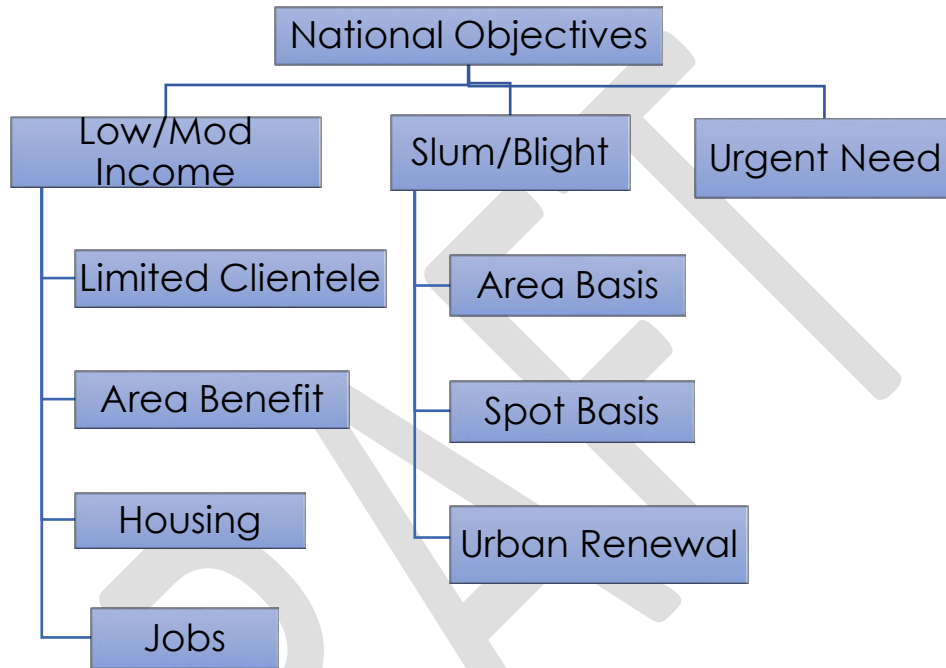 National Objectives
Low/Mod
Income
Slum/Blight
Urgent Need
Limited Clientele
Area Benefit
Housing
Jobs
Area Basis
Spot Basis
Urban Renewal
DRAFT